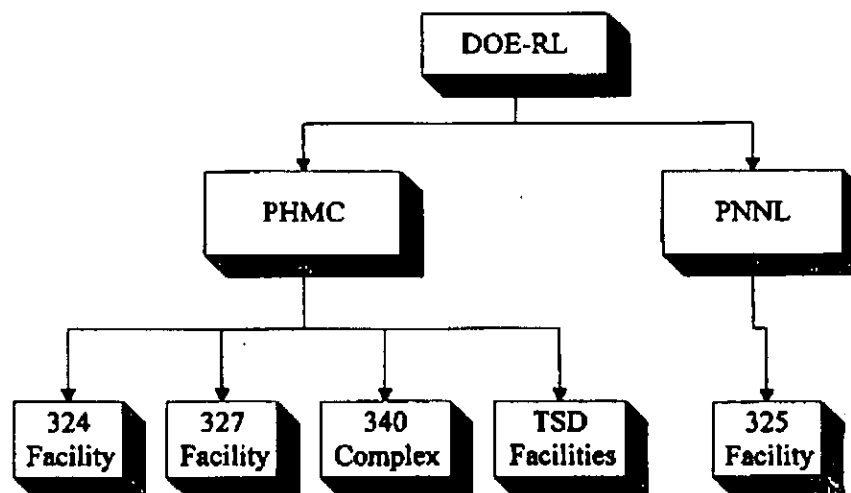 DOE-RL
PHMC
PNNL
324
Facility
327
Facility
340
Complex
TSD
Facilities
325
Facility